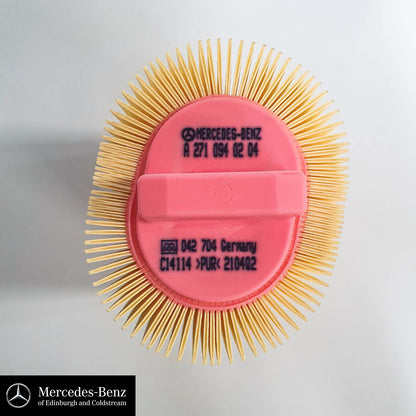 MERCEDES-BENZ
A 271 094 02 04
042 704 Germany
C14114 >PUR< 210402
Mercedes-Benz
of Edinburgh and Coldstream